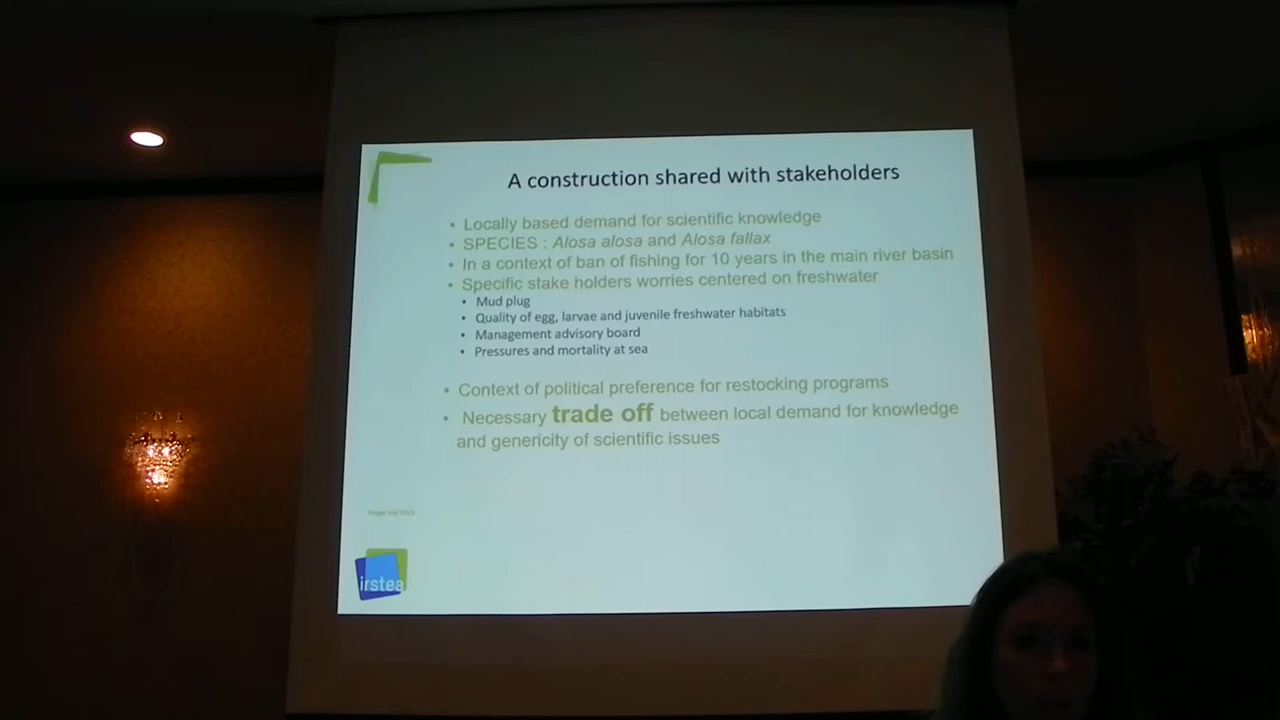 A construction shared with stakeholders
• Locally based demand for scientific knowledge
• SPECIES : Alosa alosa and Alosa fallax
• In a context of ban of fishing for 10 years in the main river basin
• Specific stake holders worries centered on freshwater
• Mud plug
• Quality of egg, larvae and juvenile freshwater habitats
• Management advisory board
• Pressures and mortality at sea
• Context of political preference for restocking programs
• Necessary trade off between local demand for knowledge
and genericity of scientific issues
irstea